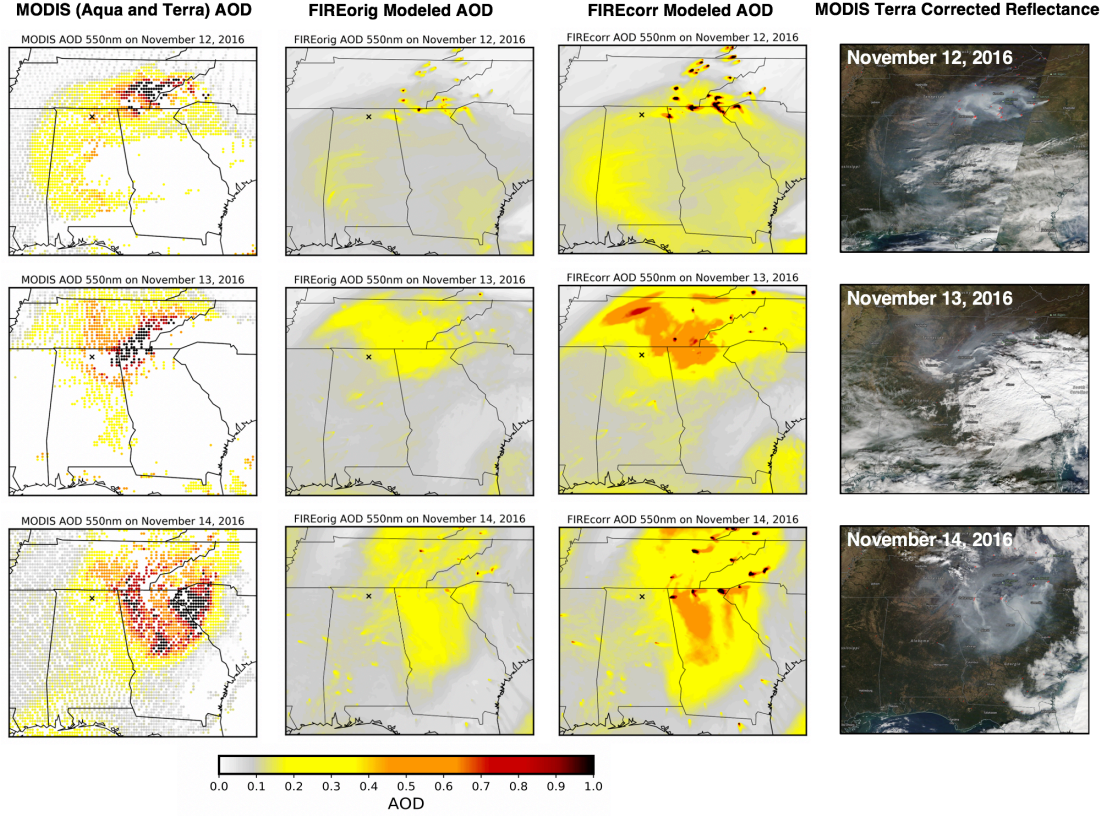 MODIS (Aqua and Terra) AOD
FIREorig Modeled AOD
FIREcorr Modeled AOD
MODIS Terra Corrected Reflectance
MODIS AOD 550nm on November 12, 2016
FIREorig AOD 550nm on November 12, 2016
FIREcorr AOD 550nm on November 12, 2016
November 12, 2016
MODIS AOD 550nm on November 13, 2016
FIREorig AOD 550nm on November 13, 2016
FIREcorr AOD 550nm on November 13, 2016
November 13, 2016
MODIS AOD 550nm on November 14, 2016
FIREorig AOD 550nm on November 14, 2016
FIREcorr AOD 550nm on November 14, 2016
November 14, 2016
0.0 0.1 0.2 0.3 0.4 0.5 0.6 0.7 0.8 0.9 1.0
AOD